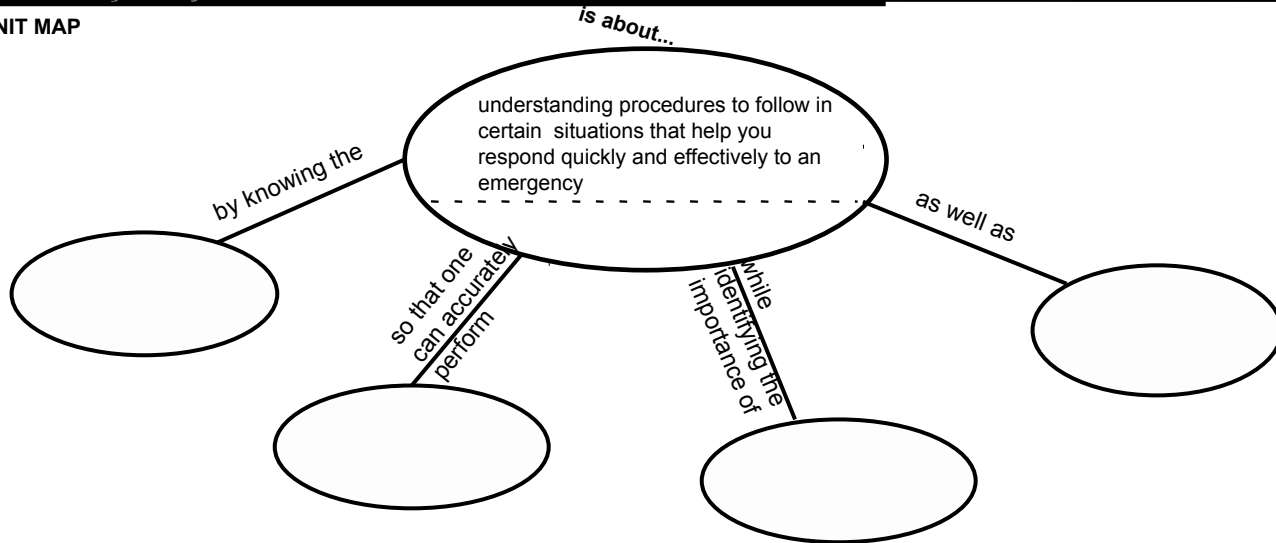 is about...
NIT MAP
understanding procedures to follow in
certain situations that help you
respond quickly and effectively to an
emergency
by knowing the
so that one
can accurately
perform
while
identifying the
importance of
as well as